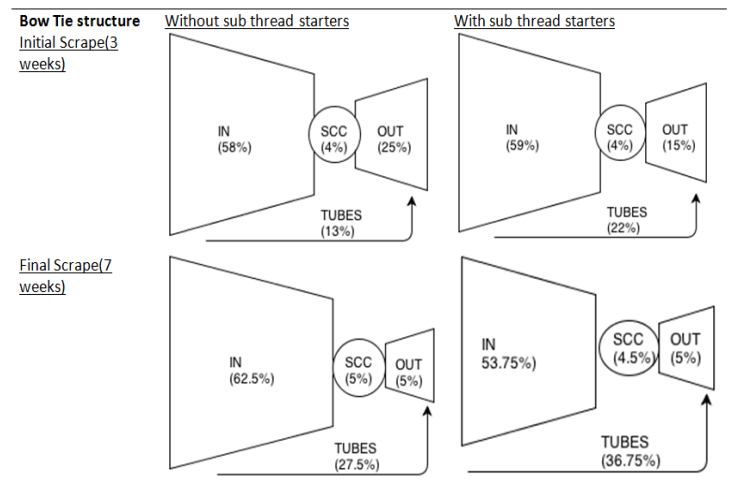 Bow Tie structure
Without sub thread starters
With sub thread starters
Initial Scrape(3
weeks)
IN
(58%)
SCC
(4%)
OUT
(25%)
TUBES
(13%)
IN
(59%)
SCC
(4%)
OUT
(15%)
TUBES
(22%)
Final Scrape(7
weeks)
IN
(62.5%)
SCC
(5%)
OUT
(5%)
TUBES
(27.5%)
IN
53.75%)
SCC
(4.5%)
OUT
(5%)
TUBES
(36.75%)